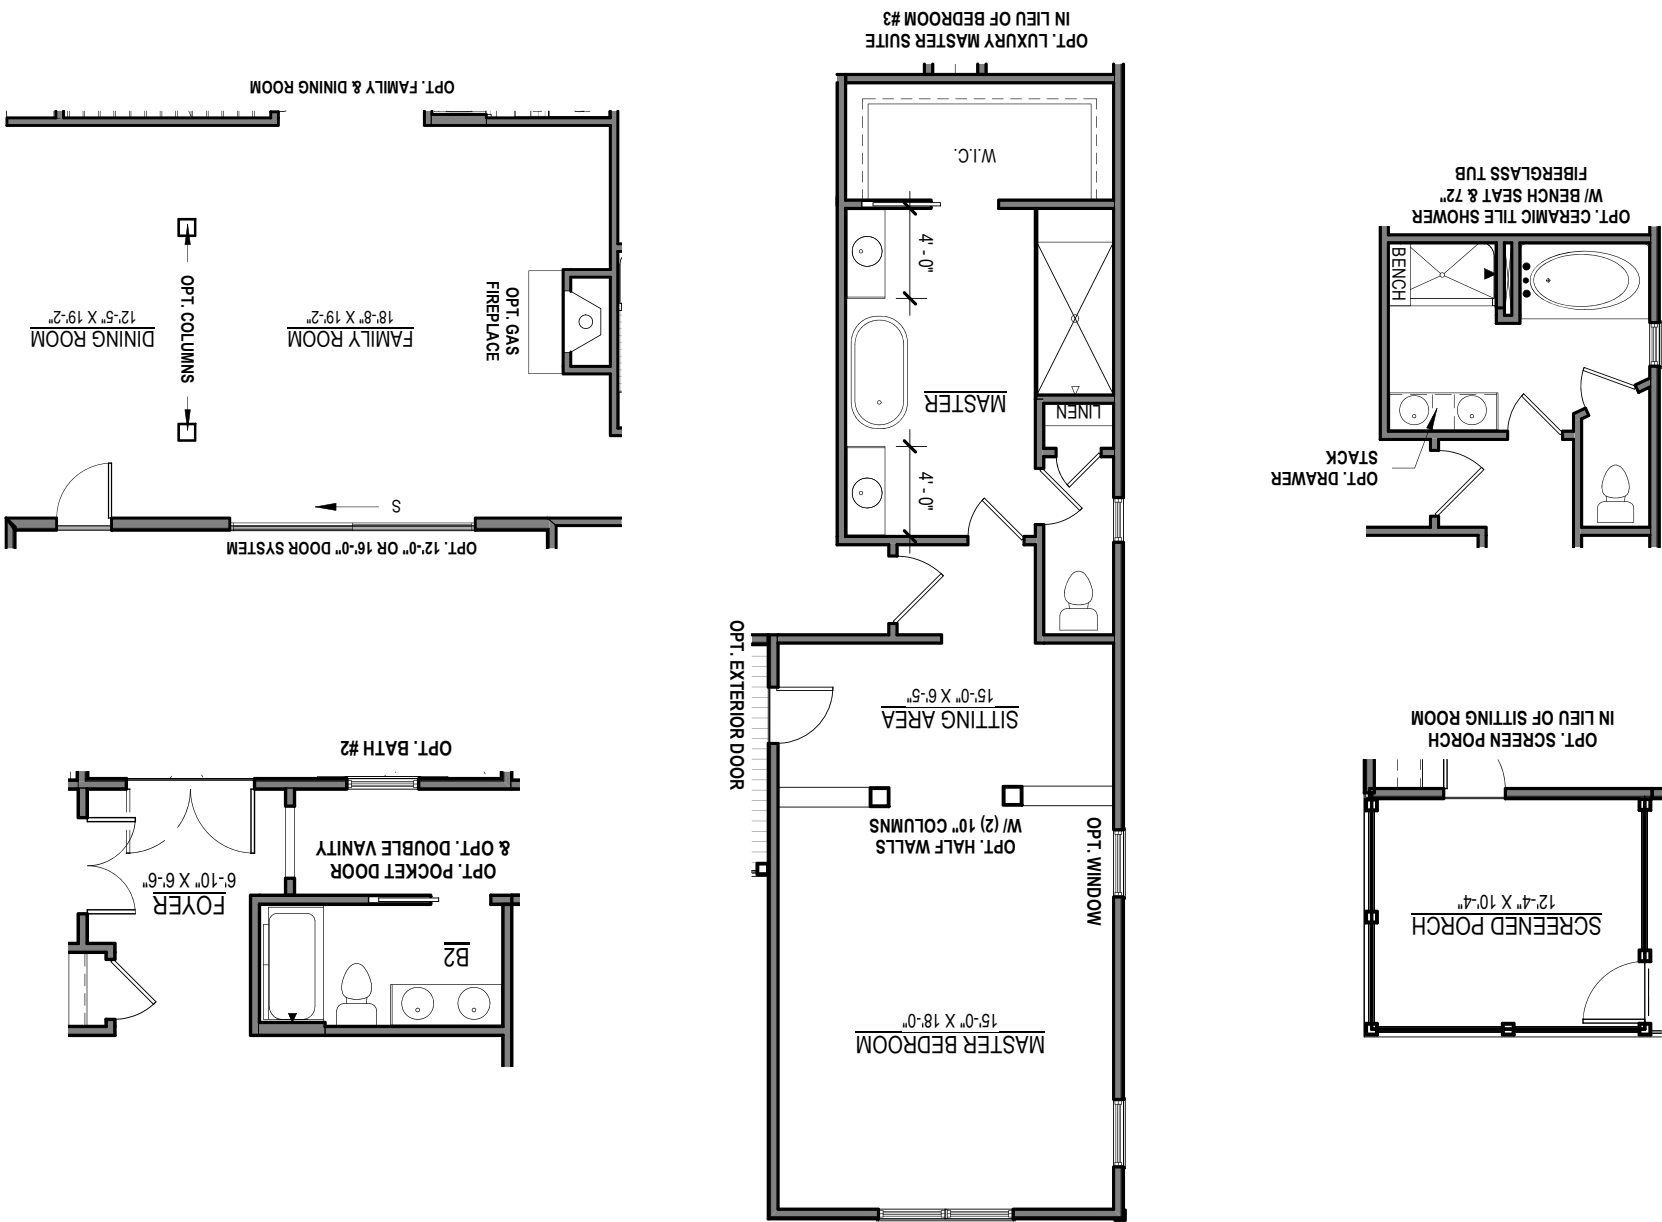 SCREENED PORCH
12'-4" X 10'-4"
OPT. SCREEN PORCH
IN LIEU OF SITTING ROOM
OPT. DRAWER
STACK
BENCH
OPT. CERAMIC TILE SHOWER
W/ BENCH SEAT & 72"
FIBERGLASS TUB
MASTER BEDROOM
15'-0" X 18'-0"
OPT. WINDOW
OPT. HALF WALLS
W/ (2) 10" COLUMNS
SITTING AREA
15'-0" X 6'-5"
OPT. EXTERIOR DOOR
4' - 0"
LINEN
MASTER
4' - 0"
W.I.C.
OPT. LUXURY MASTER SUITE
IN LIEU OF BEDROOM #3
B2
FOYER
6'-10" X 6'-6"
OPT. POCKET DOOR
& OPT. DOUBLE VANITY
OPT. BATH #2
OPT. 12'-0" OR 16'-0" DOOR SYSTEM
S
OPT. GAS
FIREPLACE
FAMILY ROOM
18'-8" X 19'-2"
OPT. COLUMNS
DINING ROOM
12'-5" X 19'-2"
OPT. FAMILY & DINING ROOM